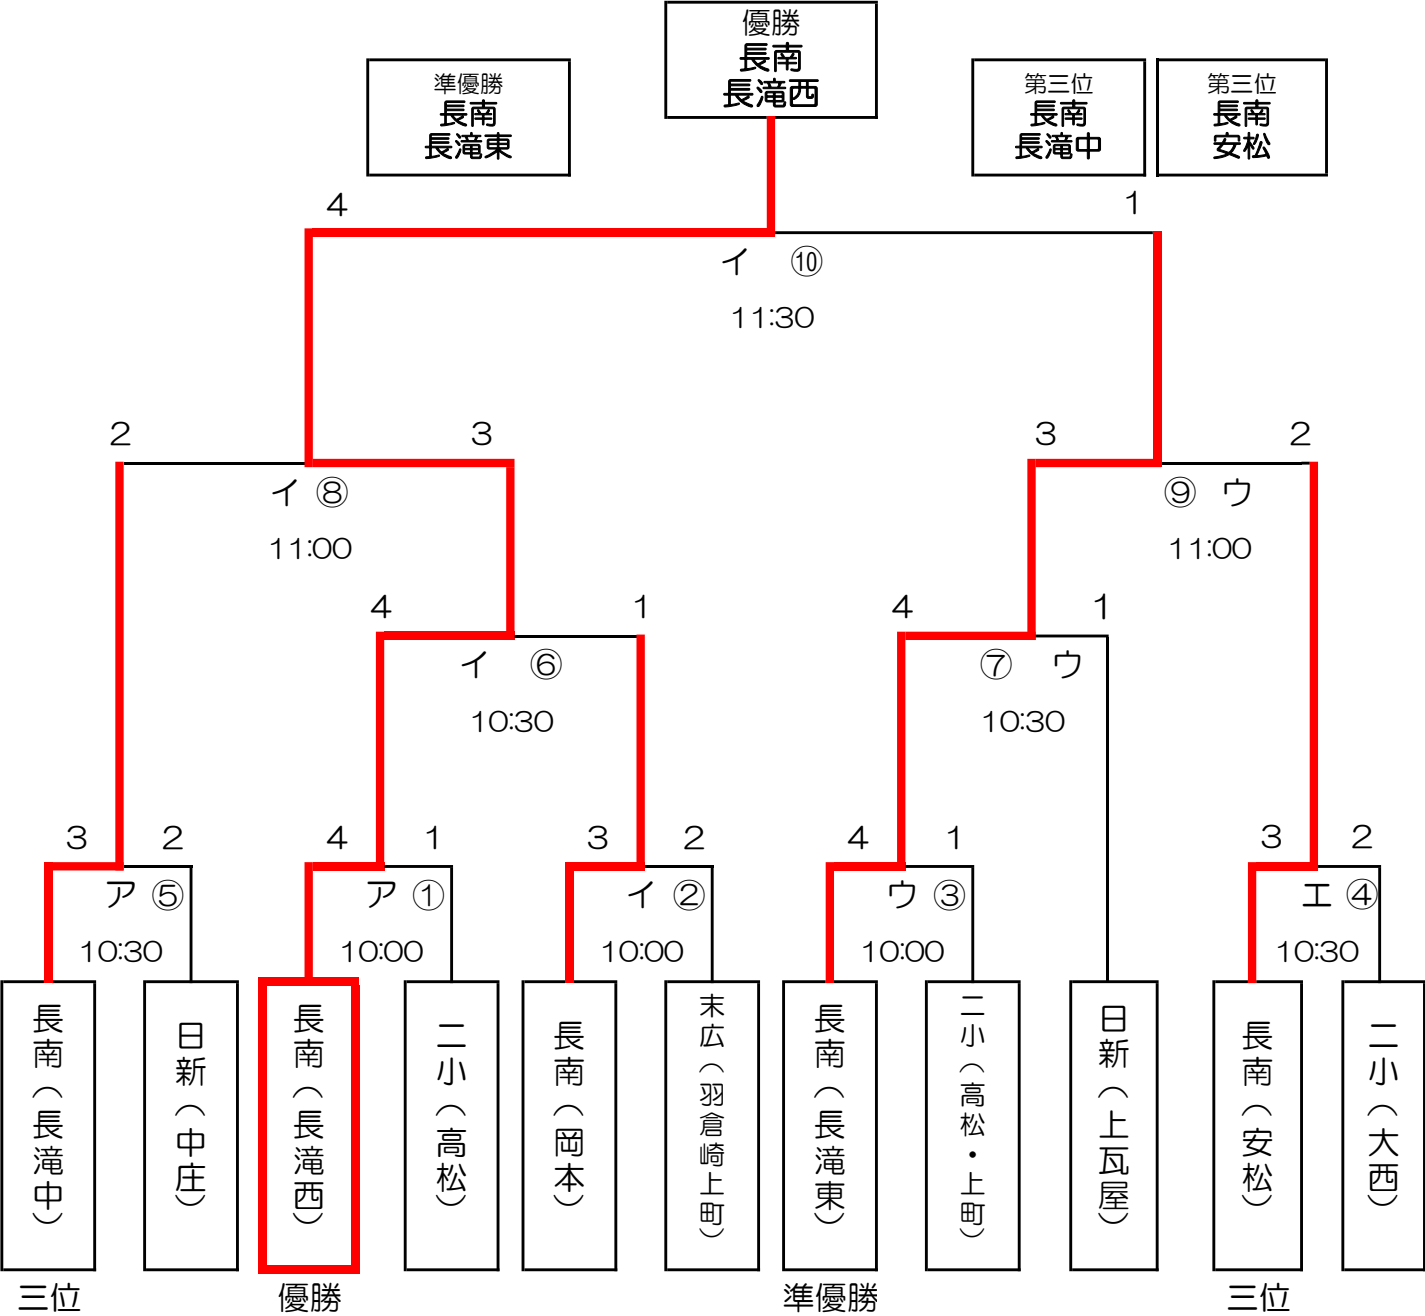 優勝
長南
長滝西
準優勝
長南
長滝東
第三位
長南
長滝中
第三位
長南
安松
4 1
イ ⑩
11:30
2 3
イ ⑧
11:00
3 2
⑨ ウ
11:00
4 1
イ ⑥
10:30
4 1
⑦ ウ
10:30
3 2
ア ⑤
10:30
4 1
ア ①
10:00
3 2
イ ②
10:00
4 1
ウ ③
10:00
3 2
エ ④
10:30
長南(長滝中)
日新(中庄)
長南(長滝西)
二小(高松)
長南(岡本)
末広(羽倉崎上町)
長南(長滝東)
二小(高松・上町)
日新(上瓦屋)
長南(安松)
二小(大西)
三位
優勝
準優勝
三位